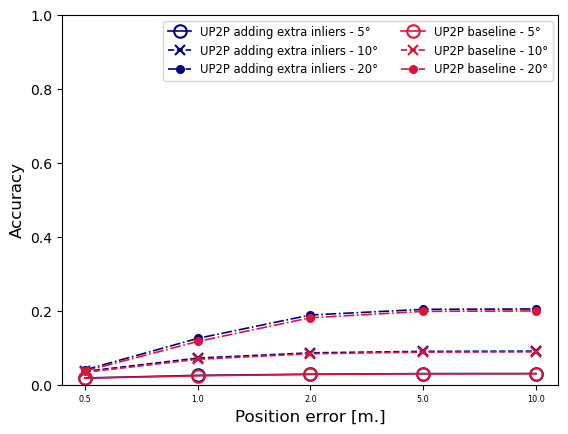 1.0
0.8
0.6
0.4
0.2
0.0
Accuracy
UP2P adding extra inliers - 5°
UP2P adding extra inliers - 10°
UP2P adding extra inliers - 20°
UP2P baseline - 5°
UP2P baseline - 10°
UP2P baseline - 20°
0.5 1.0 2.0 5.0 10.0
Position error [m.]